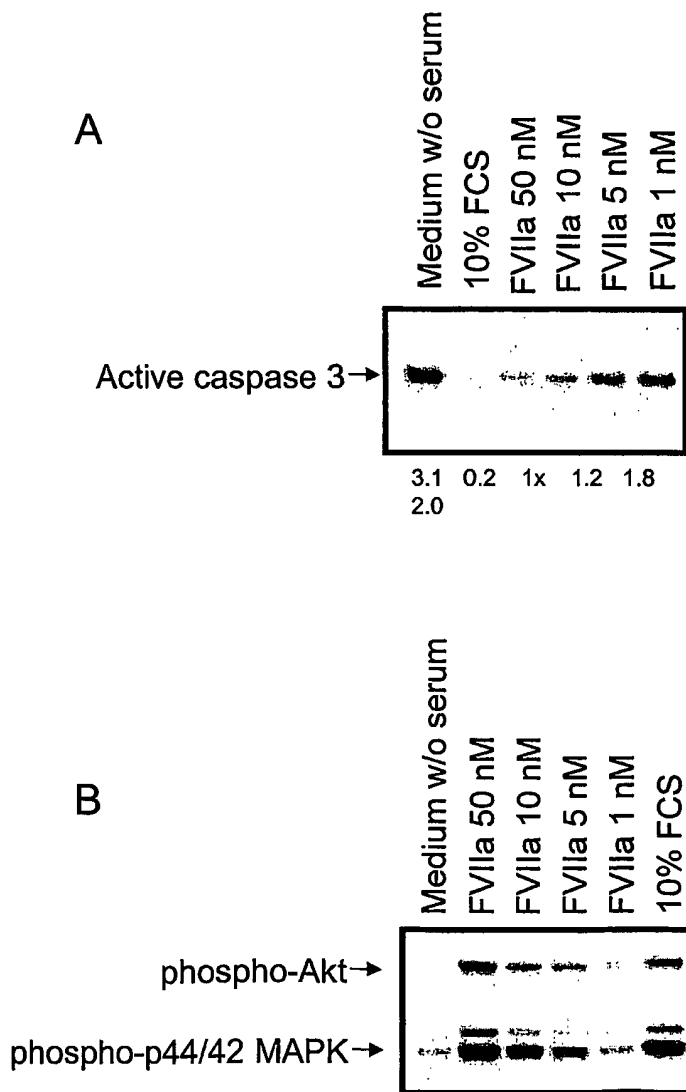 A
Medium w/o serum
10% FCS
FVIIa 50 nM
FVIIa 10 nM
FVIIa 5 nM
FVIIa 1 nM
Active caspase 3
3.1 0.2 1x 1.2 1.8
2.0
B
Medium w/o serum
FVIIa 50 nM
FVIIa 10 nM
FVIIa 5 nM
FVIIa 1 nM
10% FCS
phospho-Akt
phospho-p44/42 MAPK